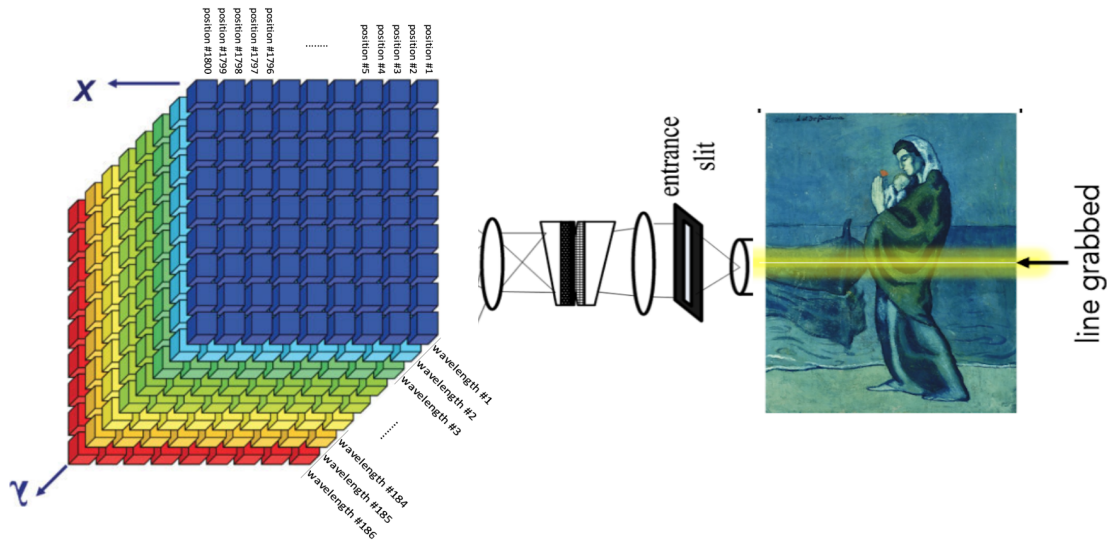 position #1800
position #1799
position #1798
position #1797
position #1796
........
position #5
position #4
position #3
position #2
position #1
X
entrance
slit
line grabbed
wavelength #1
wavelength #2
wavelength #3
.......
wavelength #184
wavelength #185
wavelength #186
λ